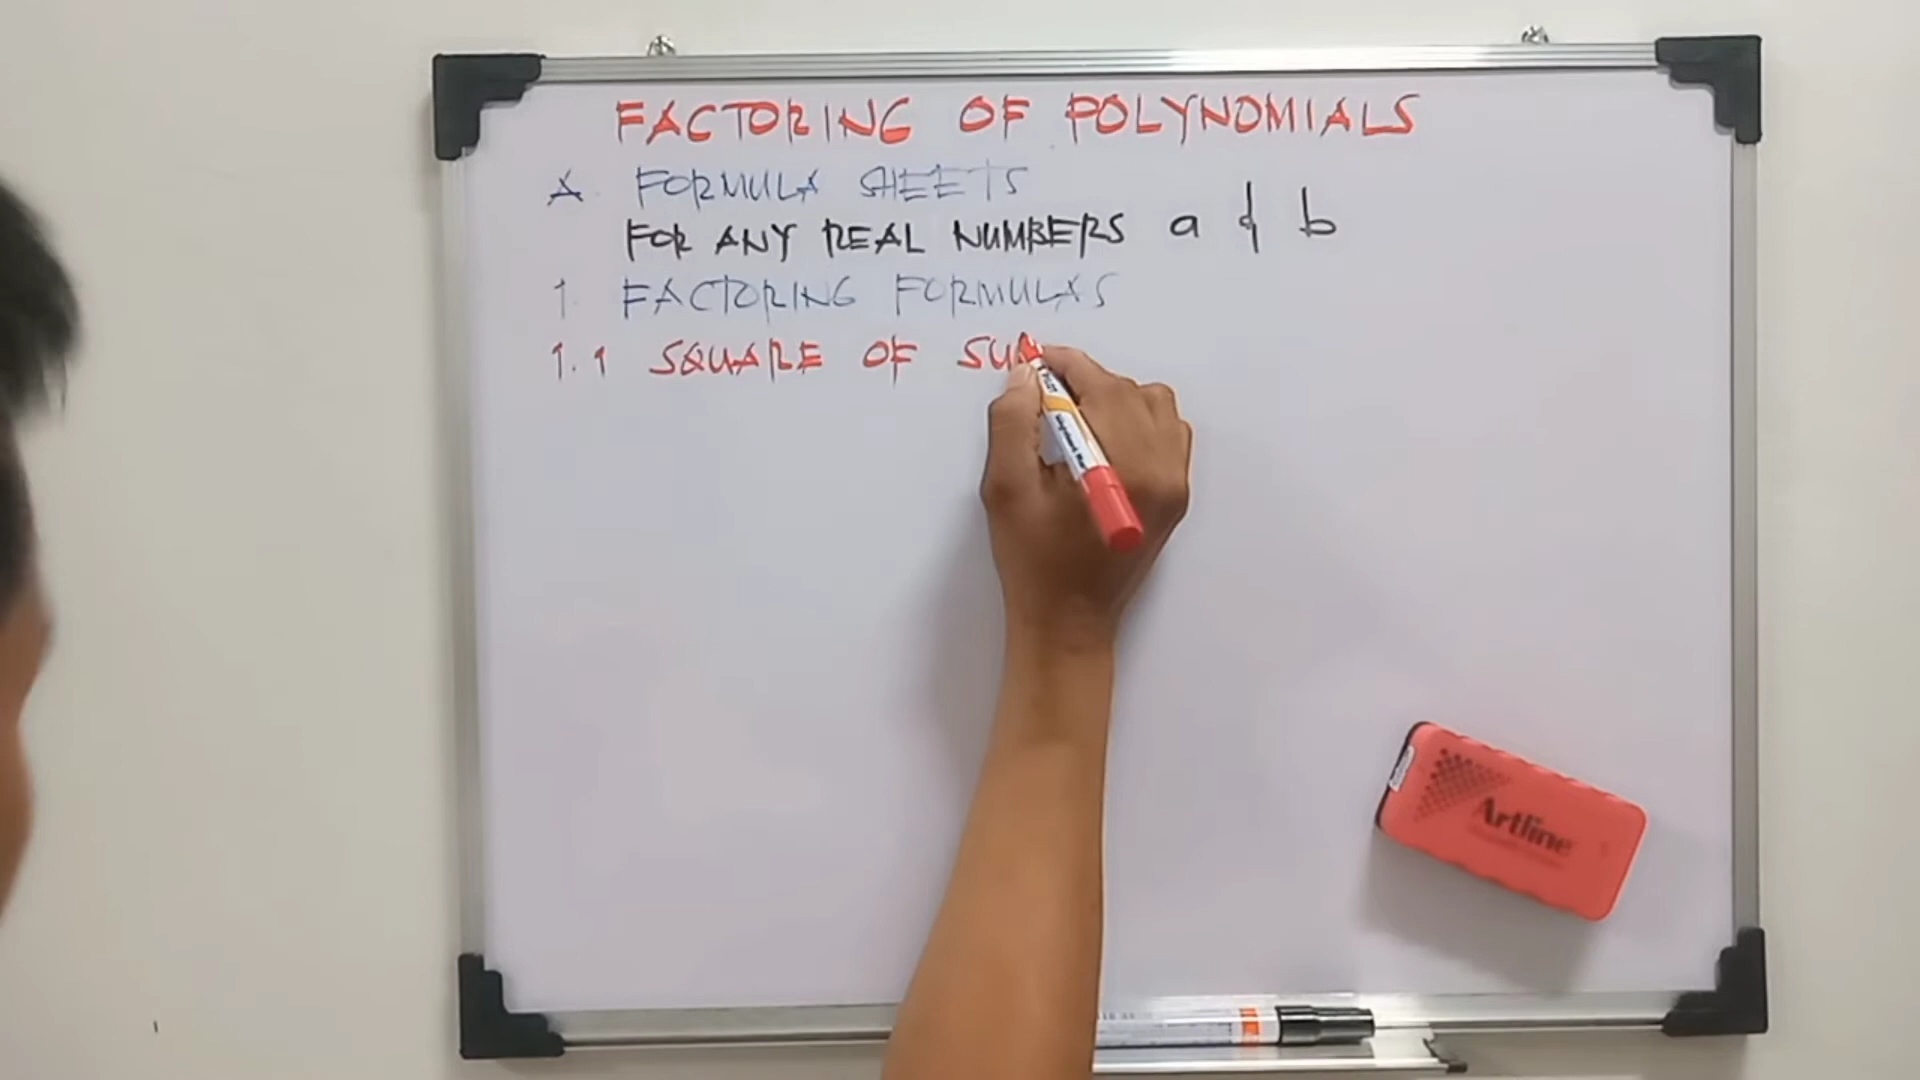 FACTORING OF POLYNOMIALS
A. FORMULA SHEETS
FOR ANY REAL NUMBERS a & b
1. FACTORING FORMULAS
1.1 SQUARE OF SU
Artline